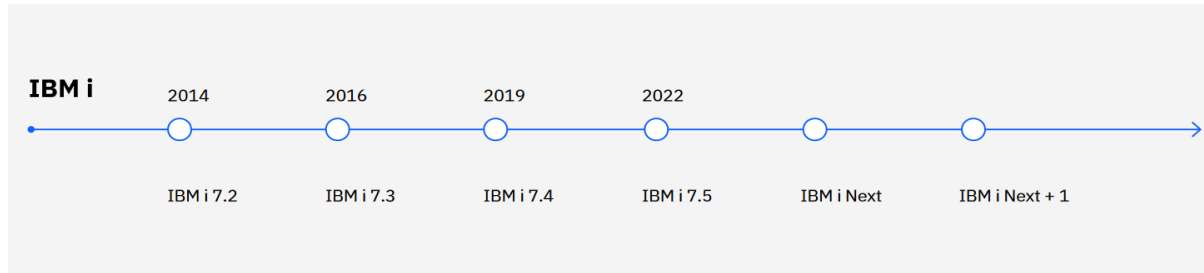 IBM i
2014
2016
2019
2022
IBM i 7.2
IBM i 7.3
IBM i 7.4
IBM i 7.5
IBM i Next
IBM i Next + 1